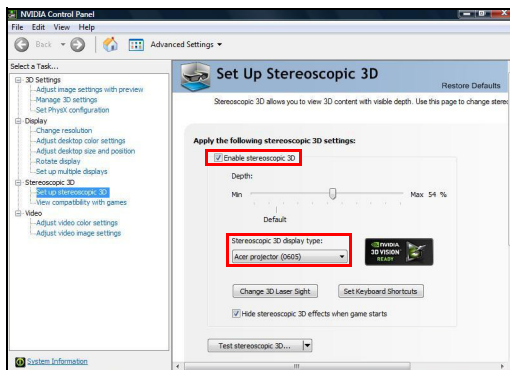 NVIDIA Control Panel
File Edit View Help
Back Advanced Settings
Select a Task...
3D Settings
Adjust image settings with preview
Manage 3D settings
Set PhysX configuration
Display
Change resolution
Adjust desktop color settings
Adjust desktop size and position
Rotate display
Set up multiple displays
Stereoscopic 3D
Set up stereoscopic 3D
View compatibility with games
Video
Adjust video color settings
Adjust video image settings
System Information
Set Up Stereoscopic 3D
Restore Defaults
Stereoscopic 3D allows you to view 3D content with visible depth. Use this page to change stereo
Apply the following stereoscopic 3D settings:
Enable stereoscopic 3D
Depth:
Min Max 54 %
Default
Stereoscopic 3D display type:
Acer projector (0605)
NVIDIA
3D VISION
READY
Change 3D Laser Sight Set Keyboard Shortcuts
Hide stereoscopic 3D effects when game starts
Test stereoscopic 3D...